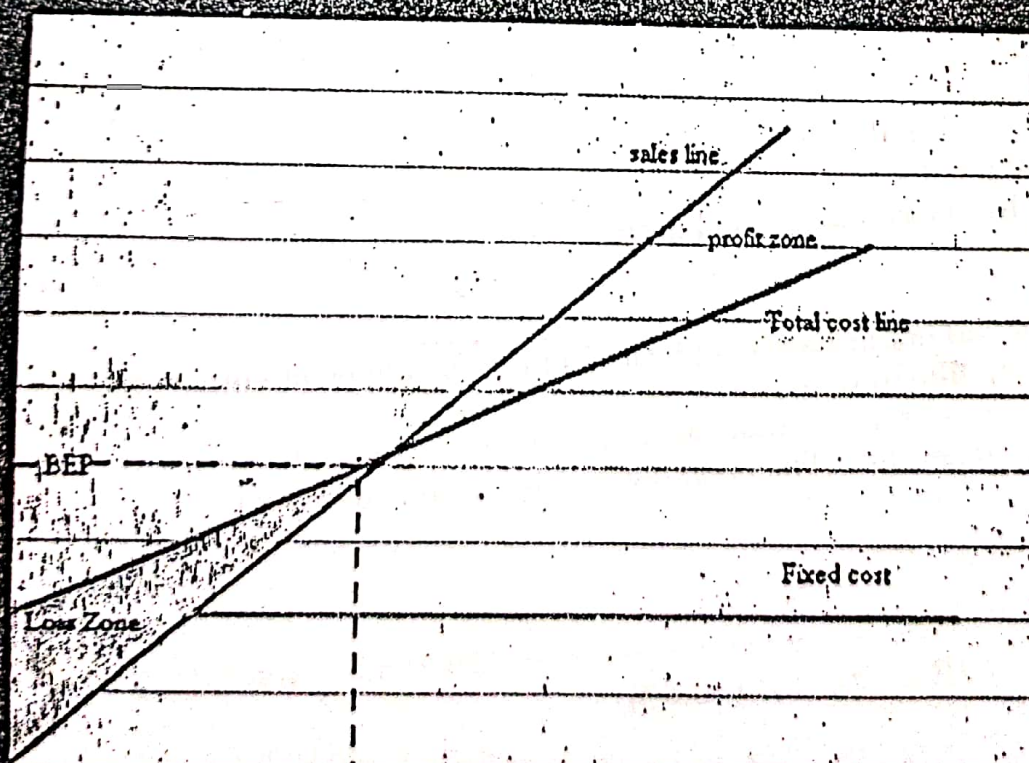 sales line
profit zone
Total cost line
BEP
Fixed cost
Loss Zone